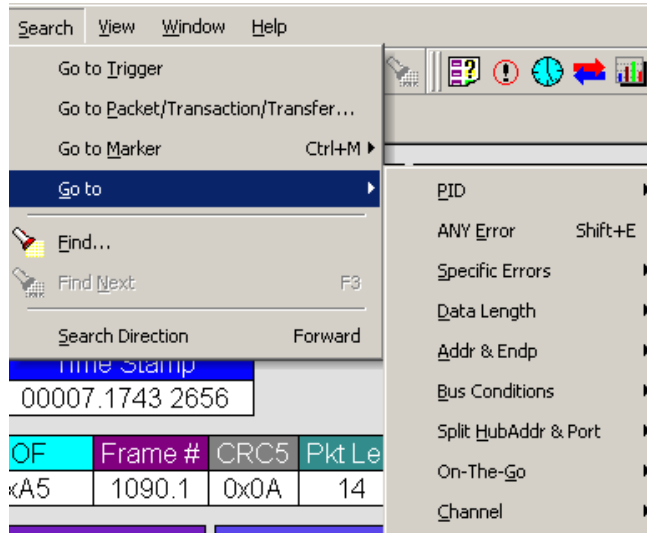 Search View Window Help
Go to Trigger
Go to Packet/Transaction/Transfer...
Go to Marker Ctrl+M
Go to
PID
ANY Error Shift+E
Find...
Specific Errors
Find Next F3
Data Length
Search Direction Forward
Addr & Endp
Time Stamp
00007.1743 2656
Bus Conditions
Split HubAddr & Port
OF Frame # CRC5 Pkt Le
On-The-Go
xA5 1090.1 0x0A 14
Channel